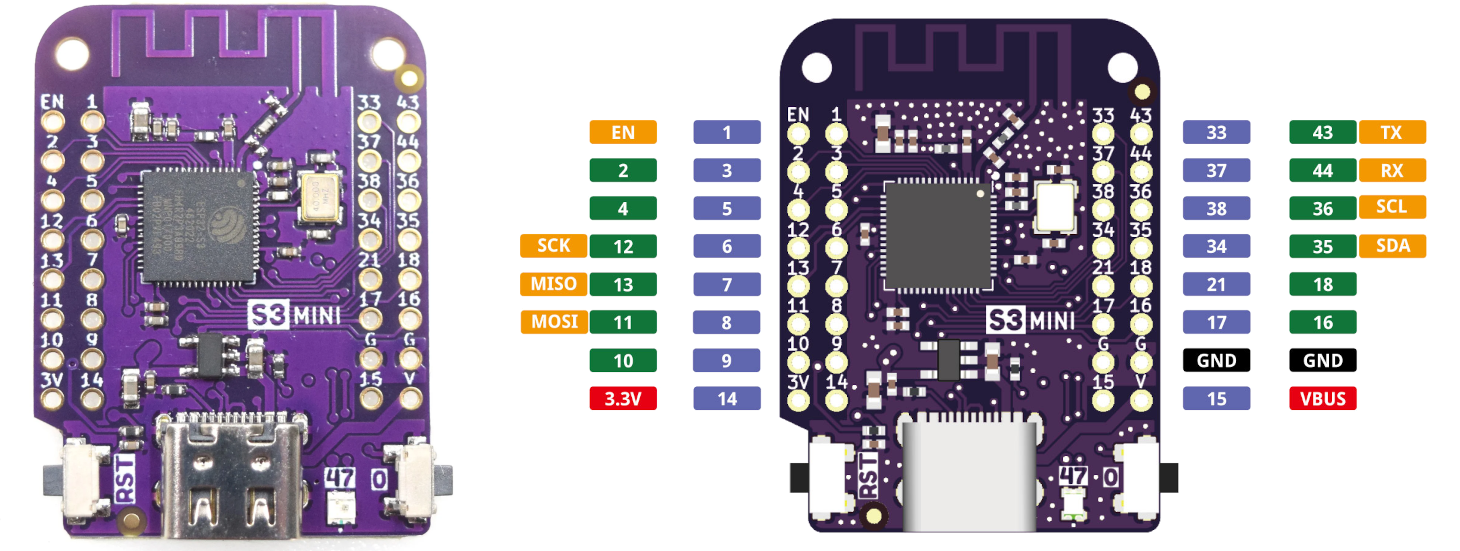 EN 1 33 43
2 3 37 44
4 5 38 36
12 6 34 35
13 7 21 18
11 8 17 16
S3 MINI
10 9 G G
3V 14 15 V
RST 47 0
EN 1 EN 1 33 43 33 43 TX
2 3 2 3 37 44 37 44 RX
4 5 4 5 38 36 38 36 SCL
SCK 12 6 12 6 34 35 34 35 SDA
MISO 13 7 13 7 21 18 21 18
MOSI 11 8 11 8 17 16 17 16
S3 MINI
10 9 10 9 G G GND GND
3.3V 14 3V 14 15 V 15 VBUS
RST 47 0